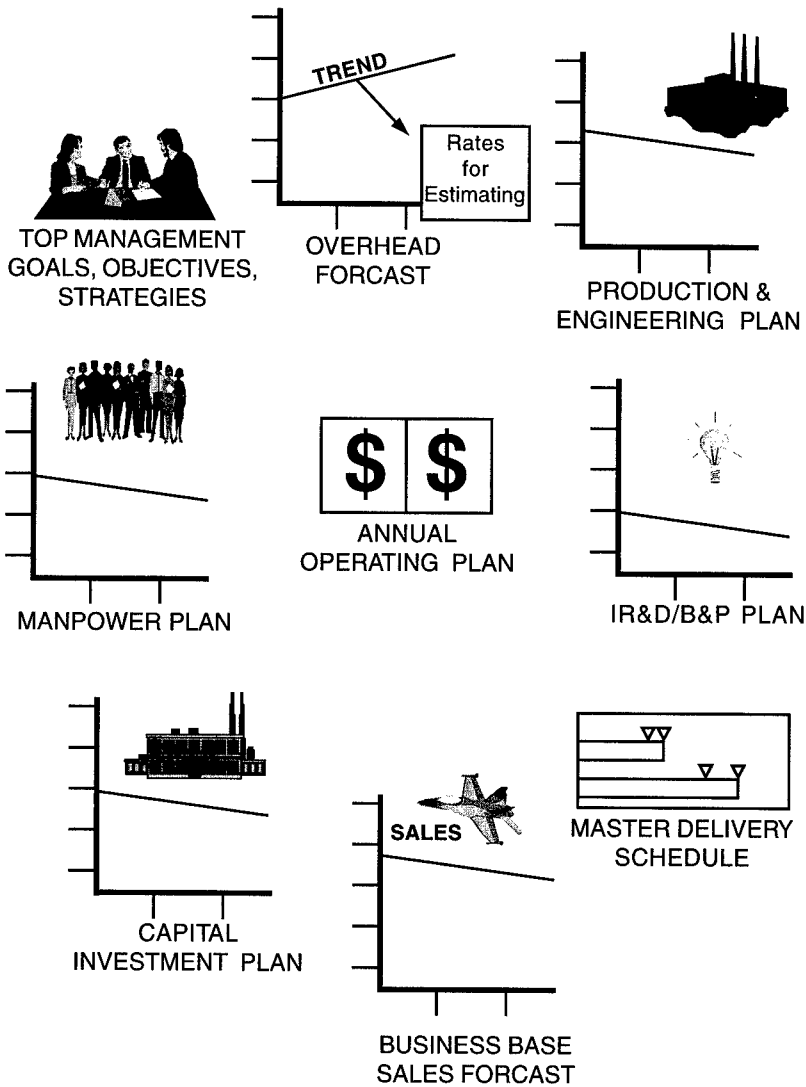 TREND
Rates
for
Estimating
TOP MANAGEMENT
GOALS, OBJECTIVES,
STRATEGIES
OVERHEAD
FORCAST
PRODUCTION &
ENGINEERING PLAN
MANPOWER PLAN
$ $
ANNUAL
OPERATING PLAN
IR&D/B&P PLAN
CAPITAL
INVESTMENT PLAN
SALES
MASTER DELIVERY
SCHEDULE
BUSINESS BASE
SALES FORCAST